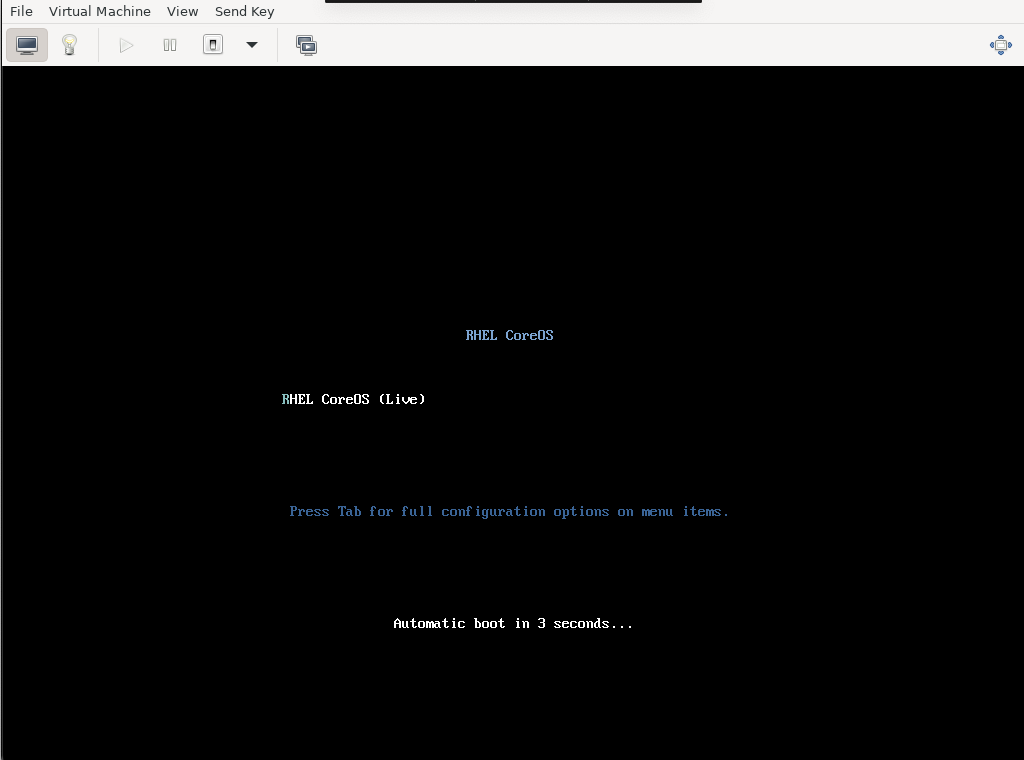 File Virtual Machine View Send Key
RHEL CoreOS
RHEL CoreOS (Live)
Press Tab for full configuration options on menu items.
Automatic boot in 3 seconds...